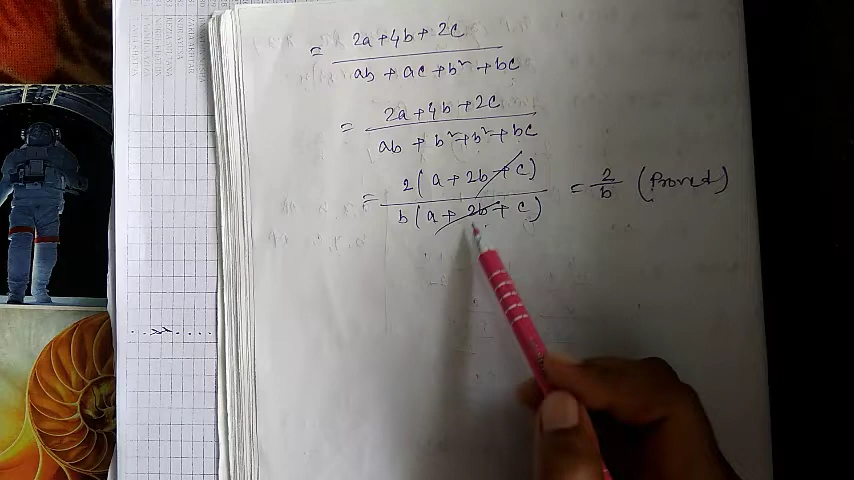 = 2a+4b+2c / ab + ac + b² + bc
= 2a+4b+2c / ab + b²+b²+bc
= 2(a+2b+c) / b(a+2b+c) = 2/b (Proved)